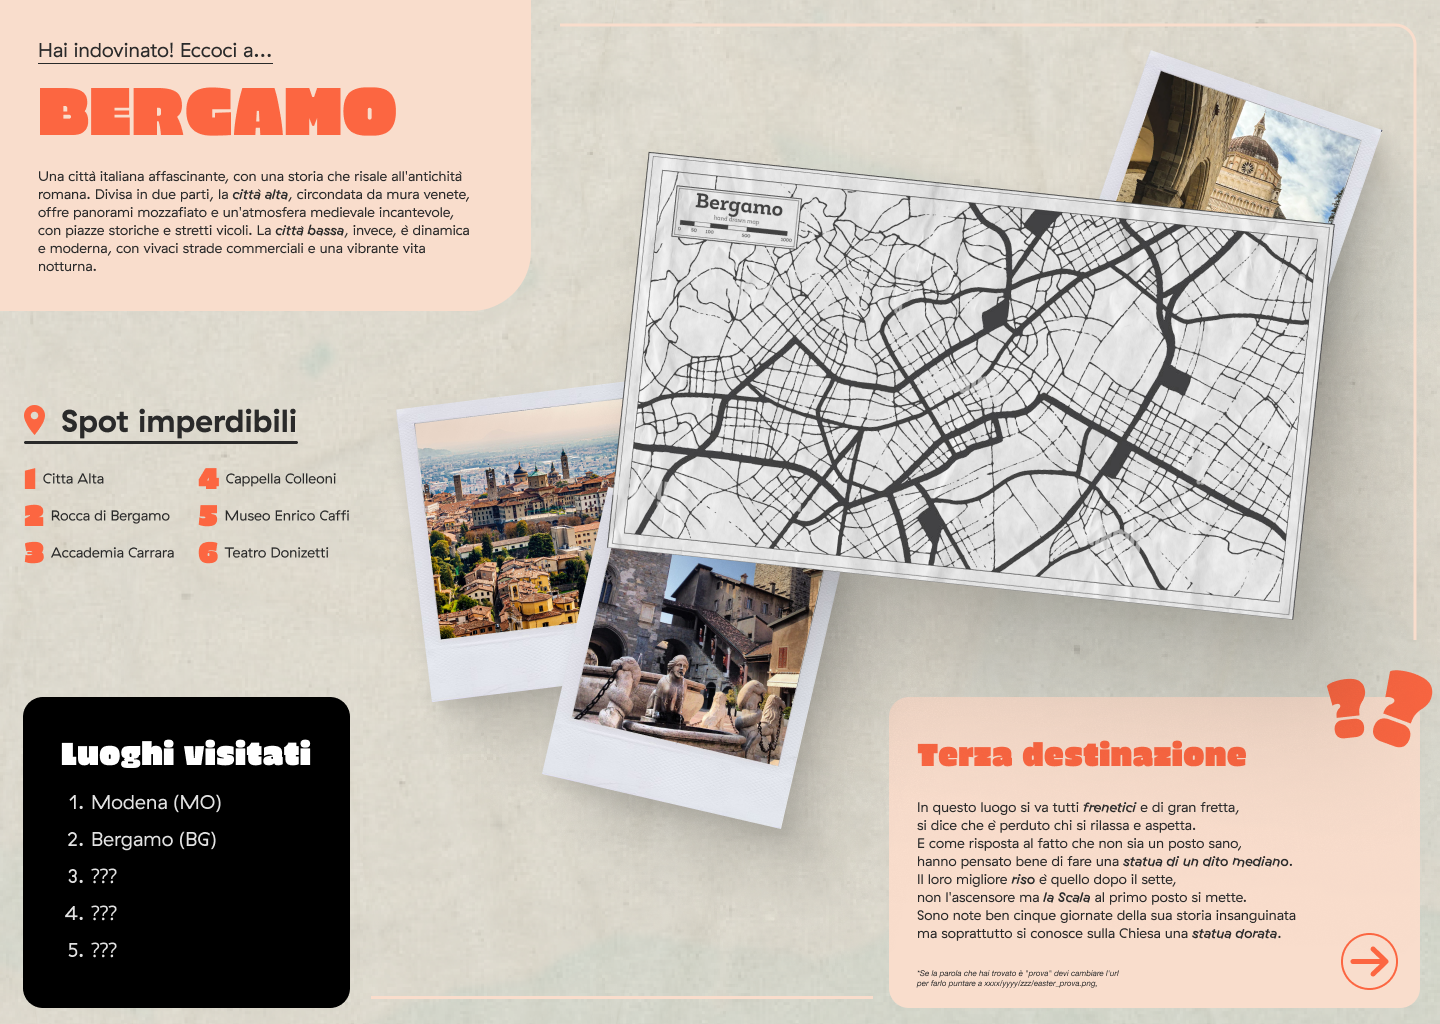 Hai indovinato! Eccoci a...
BERGAMO
Una città italiana affascinante, con una storia che risale all'antichità
romana. Divisa in due parti, la città alta, circondata da mura venete,
offre panorami mozzafiato e un'atmosfera medievale incantevole,
con piazze storiche e stretti vicoli. La città bassa, invece, è dinamica
e moderna, con vivaci strade commerciali e una vibrante vita
notturna.
Bergamo
hand drawn map
0 50 100 500 1000
Spot imperdibili
1 Citta Alta
2 Rocca di Bergamo
3 Accademia Carrara
4 Cappella Colleoni
5 Museo Enrico Caffi
6 Teatro Donizetti
Luoghi visitati
1. Modena (MO)
2. Bergamo (BG)
3. ???
4. ???
5. ???
!?
Terza destinazione
In questo luogo si va tutti frenetici e di gran fretta,
si dice che è perduto chi si rilassa e aspetta.
E come risposta al fatto che non sia un posto sano,
hanno pensato bene di fare una statua di un dito mediano.
Il loro migliore riso è quello dopo il sette,
non l'ascensore ma la Scala al primo posto si mette.
Sono note ben cinque giornate della sua storia insanguinata
ma soprattutto si conosce sulla Chiesa una statua dorata.
*Se la parola che hai trovato è "prova" devi cambiare l'url
per farlo puntare a xxxx/yyyy/zzz/easter_prova.png,